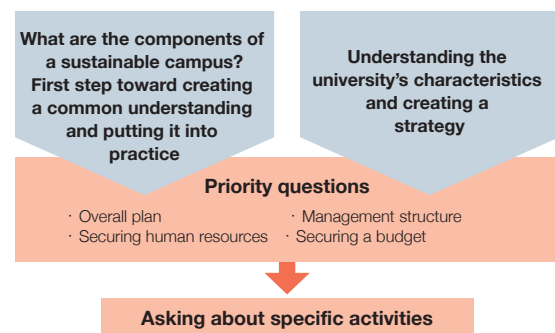 What are the components of
a sustainable campus?
First step toward creating
a common understanding
and putting it into
practice
Understanding the
university's characteristics
and creating a
strategy
Priority questions
· Overall plan
· Management structure
· Securing human resources
· Securing a budget
Asking about specific activities